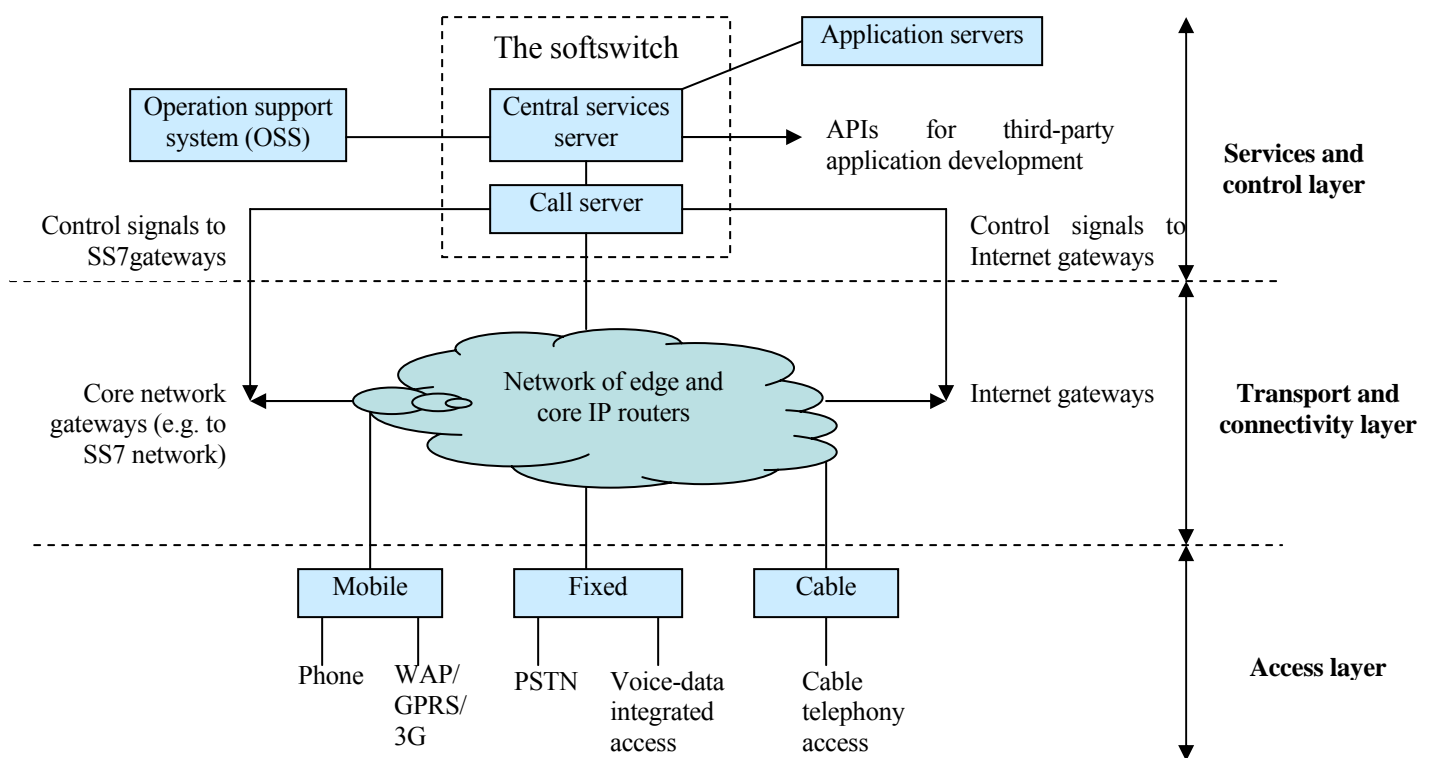 The softswitch
Application servers
Operation support
system (OSS)
Central services
server
APIs for third-party
application development
Services and
control layer
Call server
Control signals to
SS7gateways
Control signals to
Internet gateways
Network of edge and
core IP routers
Core network
gateways (e.g. to
SS7 network)
Internet gateways
Transport and
connectivity layer
Mobile
Fixed
Cable
Phone
WAP/
GPRS/
3G
PSTN
Voice-data
integrated
access
Cable
telephony
access
Access layer